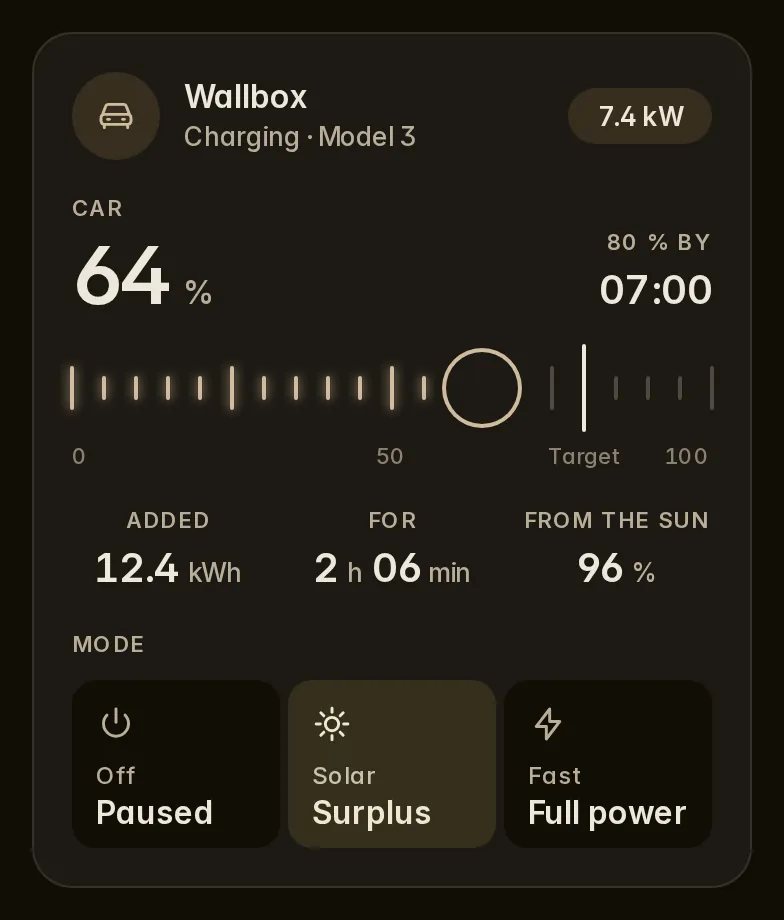 Wallbox
Charging · Model 3
7.4 kW
CAR
64 %
80 % BY
07:00
0 50 Target 100
ADDED FOR FROM THE SUN
12.4 kWh 2 h 06 min 96 %
MODE
Off Solar Fast
Paused Surplus Full power